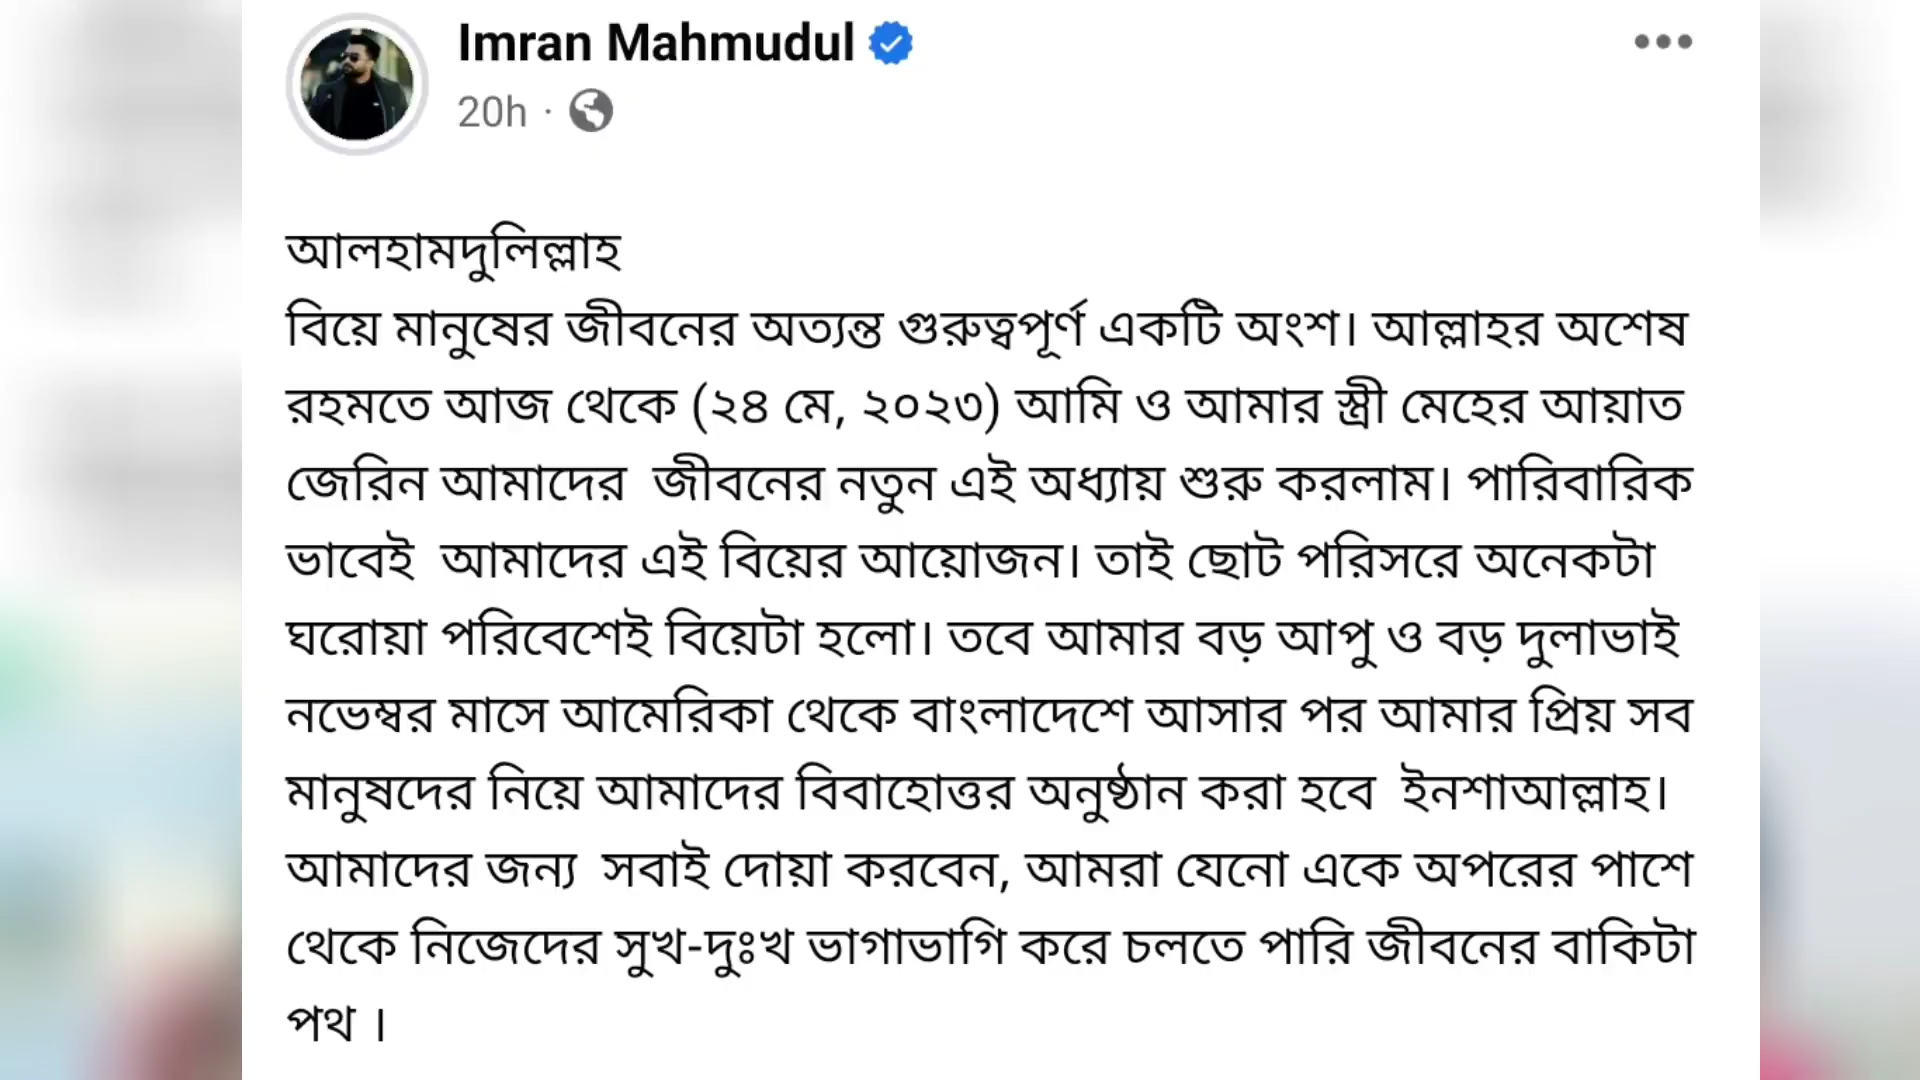 Imran Mahmudul
20h ·
আলহামদুলিল্লাহ
বিয়ে মানুষের জীবনের অত্যন্ত গুরুত্বপূর্ণ একটি অংশ। আল্লাহর অশেষ
রহমতে আজ থেকে (২৪ মে, ২০২৩) আমি ও আমার স্ত্রী মেহের আয়াত
জেরিন আমাদের  জীবনের নতুন এই অধ্যায় শুরু করলাম। পারিবারিক
ভাবেই  আমাদের এই বিয়ের আয়োজন। তাই ছোট পরিসরে অনেকটা
ঘরোয়া পরিবেশেই বিয়েটা হলো। তবে আমার বড় আপু ও বড় দুলাভাই
নভেম্বর মাসে আমেরিকা থেকে বাংলাদেশে আসার পর আমার প্রিয় সব
মানুষদের নিয়ে আমাদের বিবাহোত্তর অনুষ্ঠান করা হবে  ইনশাআল্লাহ।
আমাদের জন্য  সবাই দোয়া করবেন, আমরা যেনো একে অপরের পাশে
থেকে নিজেদের সুখ-দুঃখ ভাগাভাগি করে চলতে পারি জীবনের বাকিটা
পথ ।